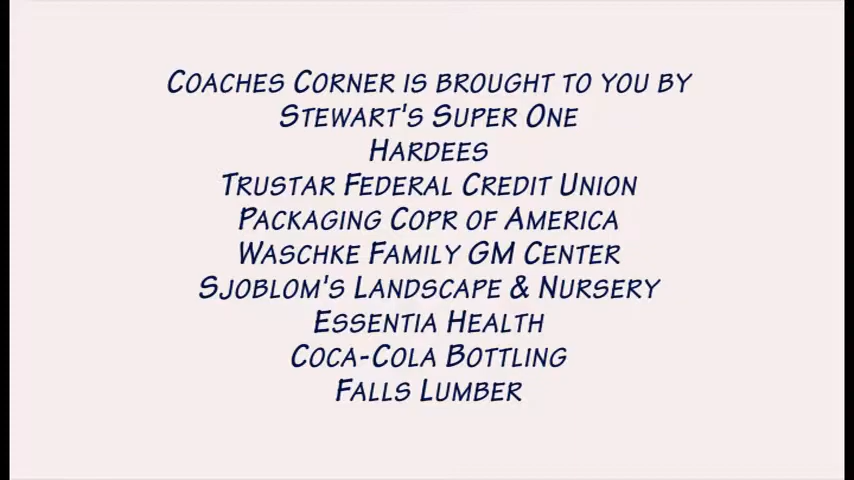 Coaches Corner is brought to you by
Stewart's Super One
Hardees
Trustar Federal Credit Union
Packaging Copr of America
Waschke Family GM Center
Sjoblom's Landscape & Nursery
Essentia Health
Coca-Cola Bottling
Falls Lumber